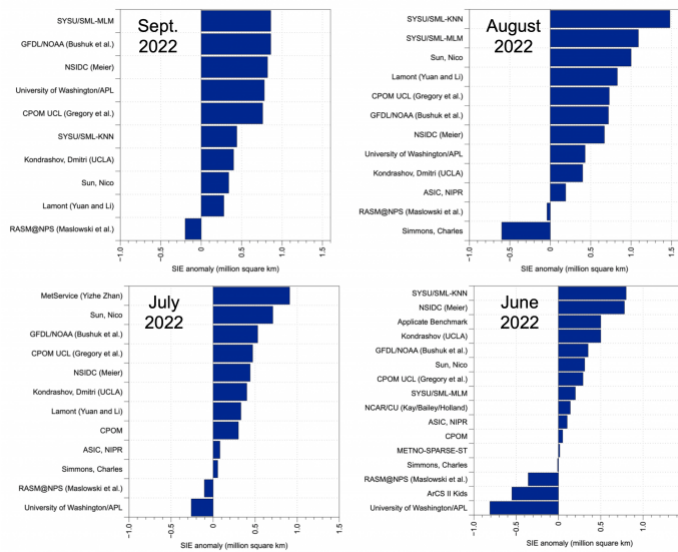 Sept.
2022
SYSU/SML-MLM
GFDL/NOAA (Bushuk et al.)
NSIDC (Meier)
University of Washington/APL
CPOM UCL (Gregory et al.)
SYSU/SML-KNN
Kondrashov, Dmitri (UCLA)
Sun, Nico
Lamont (Yuan and Li)
RASM@NPS (Maslowski et al.)
-1.0 -0.5 0.0 0.5 1.0 1.5
SIE anomaly (million square km)
August
2022
SYSU/SML-KNN
SYSU/SML-MLM
Sun, Nico
Lamont (Yuan and Li)
CPOM UCL (Gregory et al.)
GFDL/NOAA (Bushuk et al.)
NSIDC (Meier)
University of Washington/APL
Kondrashov, Dmitri (UCLA)
ASIC, NIPR
RASM@NPS (Maslowski et al.)
Simmons, Charles
-1.0 -0.5 0.0 0.5 1.0 1.5
SIE anomaly (million square km)
July
2022
MetService (Yizhe Zhan)
Sun, Nico
GFDL/NOAA (Bushuk et al.)
CPOM UCL (Gregory et al.)
NSIDC (Meier)
Kondrashov, Dmitri (UCLA)
Lamont (Yuan and Li)
CPOM
ASIC, NIPR
Simmons, Charles
RASM@NPS (Maslowski et al.)
University of Washington/APL
-1.0 -0.5 0.0 0.5 1.0 1.5
SIE anomaly (million square km)
June
2022
SYSU/SML-KNN
NSIDC (Meier)
Applicate Benchmark
Kondrashov (UCLA)
GFDL/NOAA (Bushuk et al.)
Sun, Nico
CPOM UCL (Gregory et al.)
SYSU/SML-MLM
NCAR/CU (Kay/Bailey/Holland)
ASIC, NIPR
CPOM
METNO-SPARSE-ST
Simmons, Charles
RASM@NPS (Maslowski et al.)
ArCS II Kids
University of Washington/APL
-1.0 -0.5 0.0 0.5 1.0 1.5
SIE anomaly (million square km)